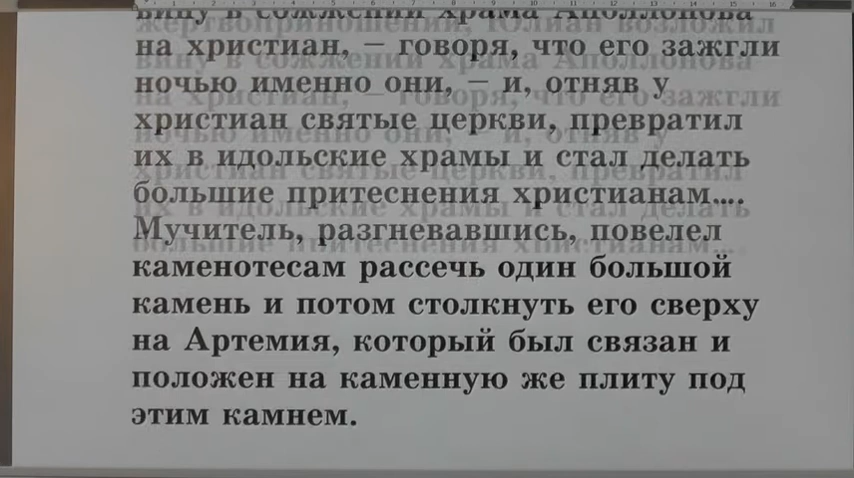 вину в сожжении храма Аполлонова
на христиан, – говоря, что его зажгли
ночью именно они, – и, отняв у
христиан святые церкви, превратил
их в идольские храмы и стал делать
большие притеснения христианам....
Мучитель, разгневавшись, повелел
каменотесам рассечь один большой
камень и потом столкнуть его сверху
на Артемия, который был связан и
положен на каменную же плиту под
этим камнем.